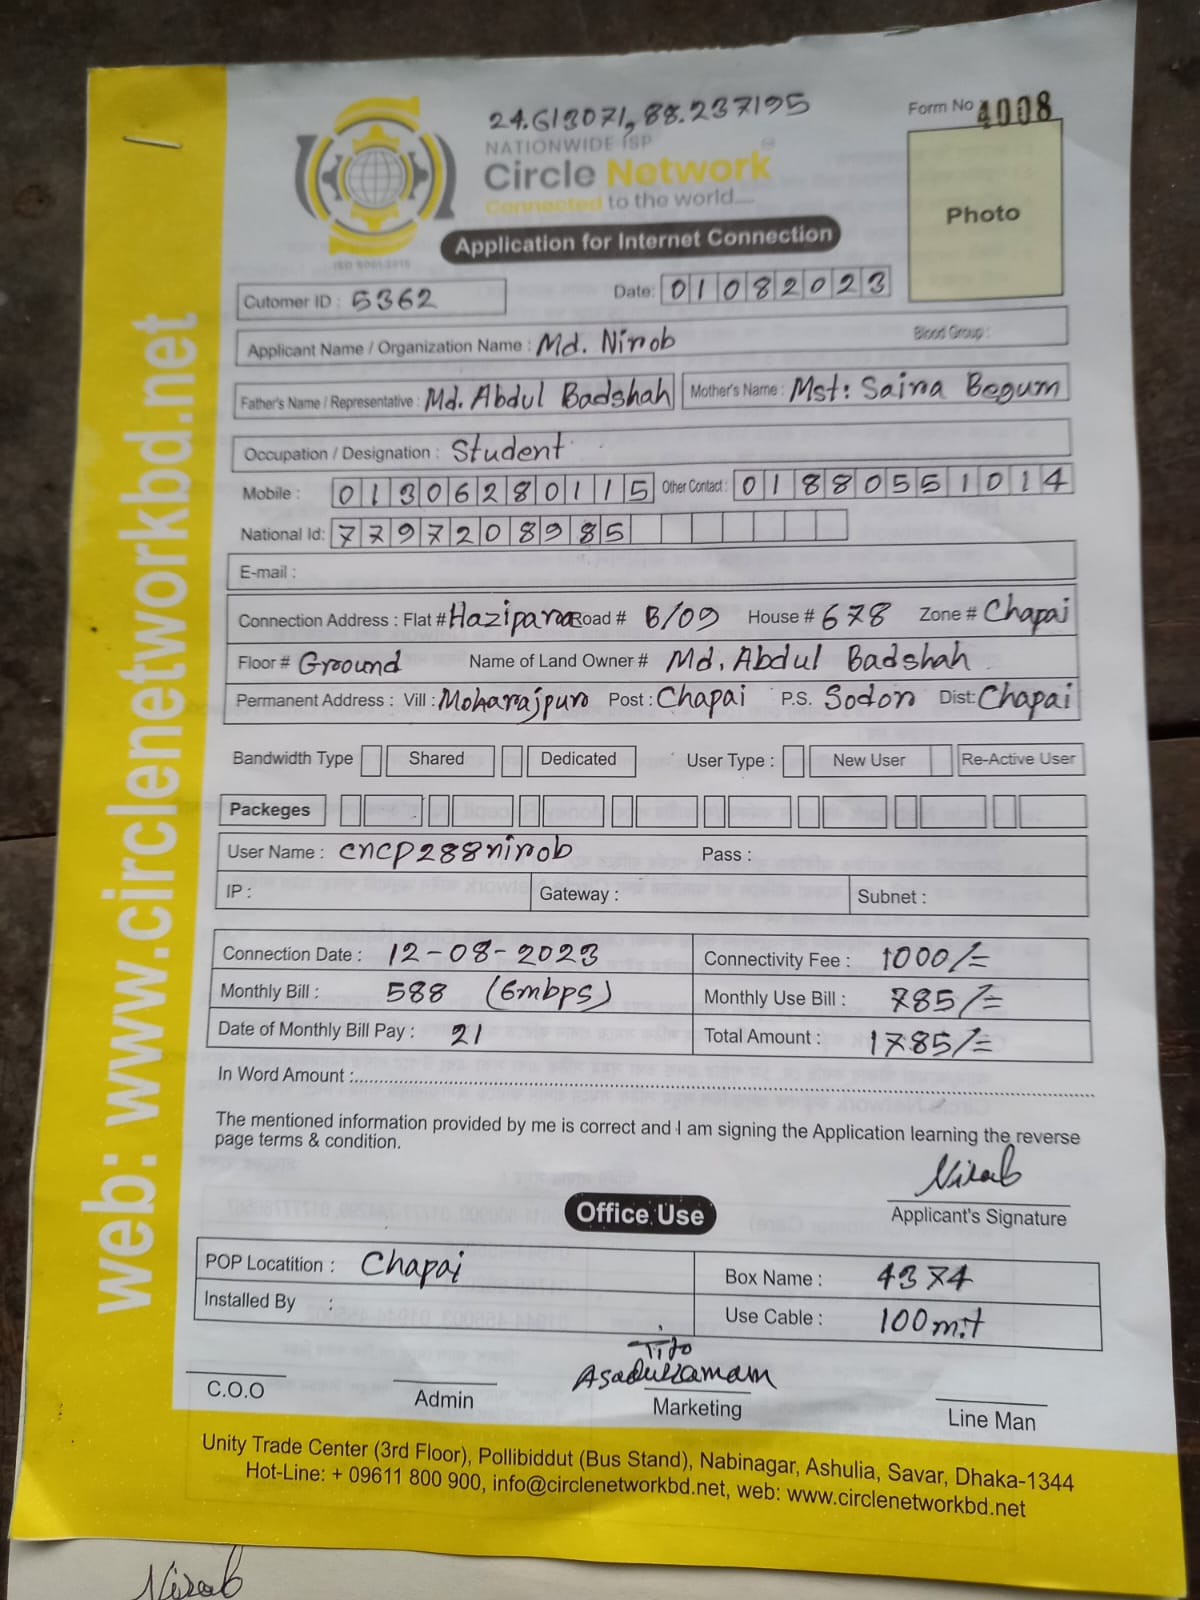 24.613071, 88.237195
Form No 4008
NATIONWIDE ISP
Circle Network
Connected to the world....
Photo
Application for Internet Connection
ISO 9001:2015
Cutomer ID : 5362
Date: 01082023
Applicant Name / Organization Name : Md. Nirob
Blood Group :
Father's Name / Representative : Md. Abdul Badshah Mother's Name : Mst: Saira Begum
Occupation / Designation : Student
Mobile : 01306280115 Other Contact : 01880551014
National Id: 7797208985
E-mail :
Connection Address : Flat # Hazipara Road # B/09 House # 678 Zone # Chapai
Floor # Ground Name of Land Owner # Md. Abdul Badshah
Permanent Address : Vill : Moharajpur Post : Chapai P.S. Sodor Dist: Chapai
Bandwidth Type Shared Dedicated User Type : New User Re-Active User
Packeges
User Name : cncp288nirob Pass :
IP : Gateway : Subnet :
Connection Date : 12-08-2023 Connectivity Fee : 1000/=
Monthly Bill : 588 (6mbps) Monthly Use Bill : 785/=
Date of Monthly Bill Pay : 21 Total Amount : 1785/=
In Word Amount :
The mentioned information provided by me is correct and I am signing the Application learning the reverse
page terms & condition.
Nirab
Applicant's Signature
Office Use
POP Locatition : Chapai Box Name : 4374
Installed By : Use Cable : 100 mit
Tito
Asaduzzamam
C.O.O Admin Marketing Line Man
Unity Trade Center (3rd Floor), Pollibiddut (Bus Stand), Nabinagar, Ashulia, Savar, Dhaka-1344
Hot-Line: + 09611 800 900, info@circlenetworkbd.net, web: www.circlenetworkbd.net
web: www.circlenetworkbd.net
Nirab